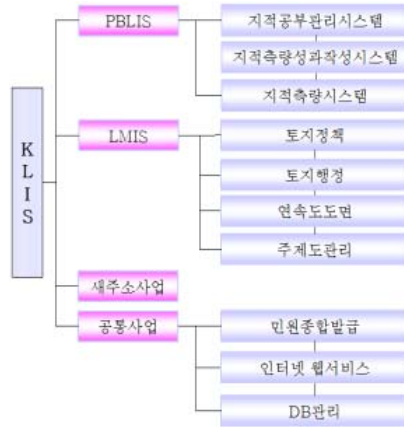 KLIS
PBLIS
지적공부관리시스템
지적측량성과작성시스템
지적측량시스템
LMIS
토지정책
토지행정
연속도도면
주제도관리
새주소사업
공통사업
민원종합발급
인터넷 웹서비스
DB관리